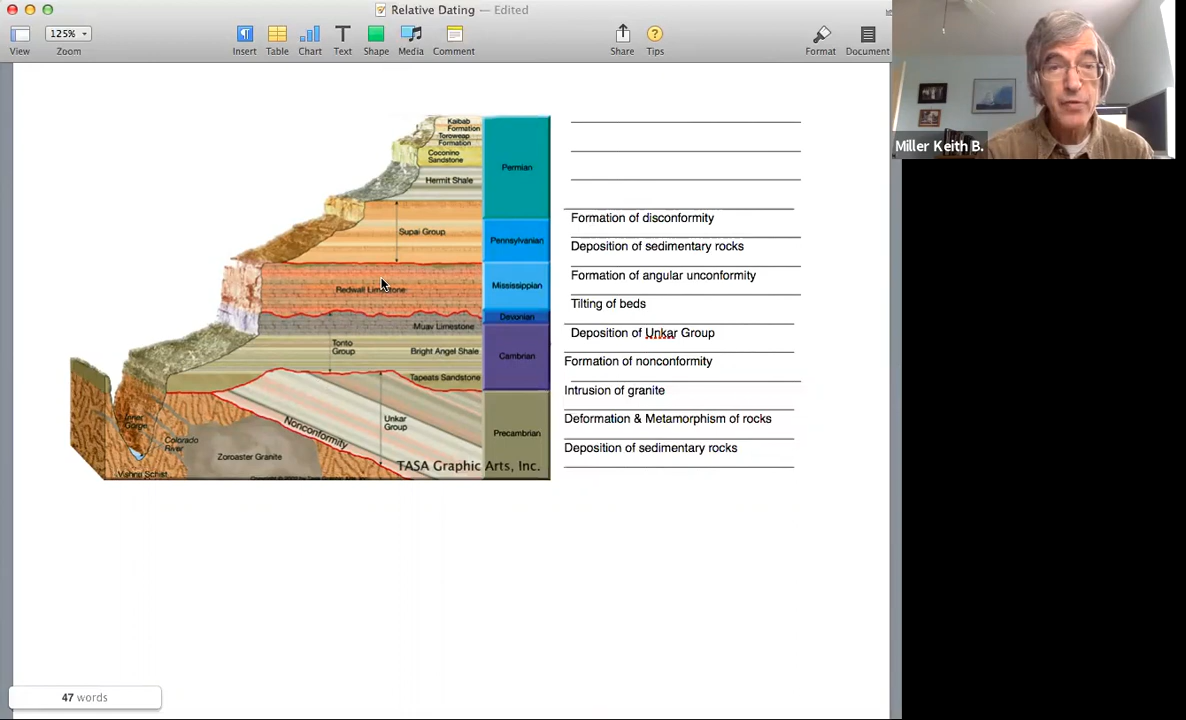 Relative Dating — Edited
125%
View
Zoom
Insert
Table
Chart
Text
Shape
Media
Comment
Share
Tips
Format
Document
Miller Keith B.
Kaibab
Formation
Toroweap
Formation
Coconino
Sandstone
Hermit Shale
Supai Group
Redwall Limestone
Muav Limestone
Tonto
Group
Bright Angel Shale
Tapeats Sandstone
Unkar
Group
Nonconformity
Inner
Gorge
Colorado
River
Zoroaster Granite
Vishnu Schist
TASA Graphic Arts, Inc.
Permian
Pennsylvanian
Mississippian
Devonian
Cambrian
Precambrian
Formation of disconformity
Deposition of sedimentary rocks
Formation of angular unconformity
Tilting of beds
Deposition of Unkar Group
Formation of nonconformity
Intrusion of granite
Deformation & Metamorphism of rocks
Deposition of sedimentary rocks
47 words